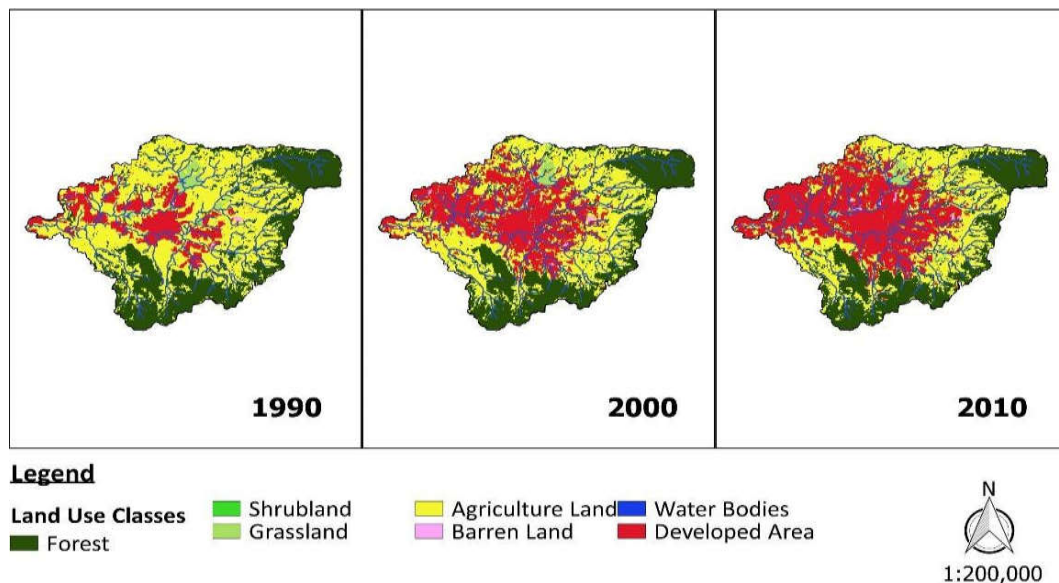 1990
2000
2010
Legend
Land Use Classes
Forest
Shrubland
Grassland
Agriculture Land
Barren Land
Water Bodies
Developed Area
N
1:200,000